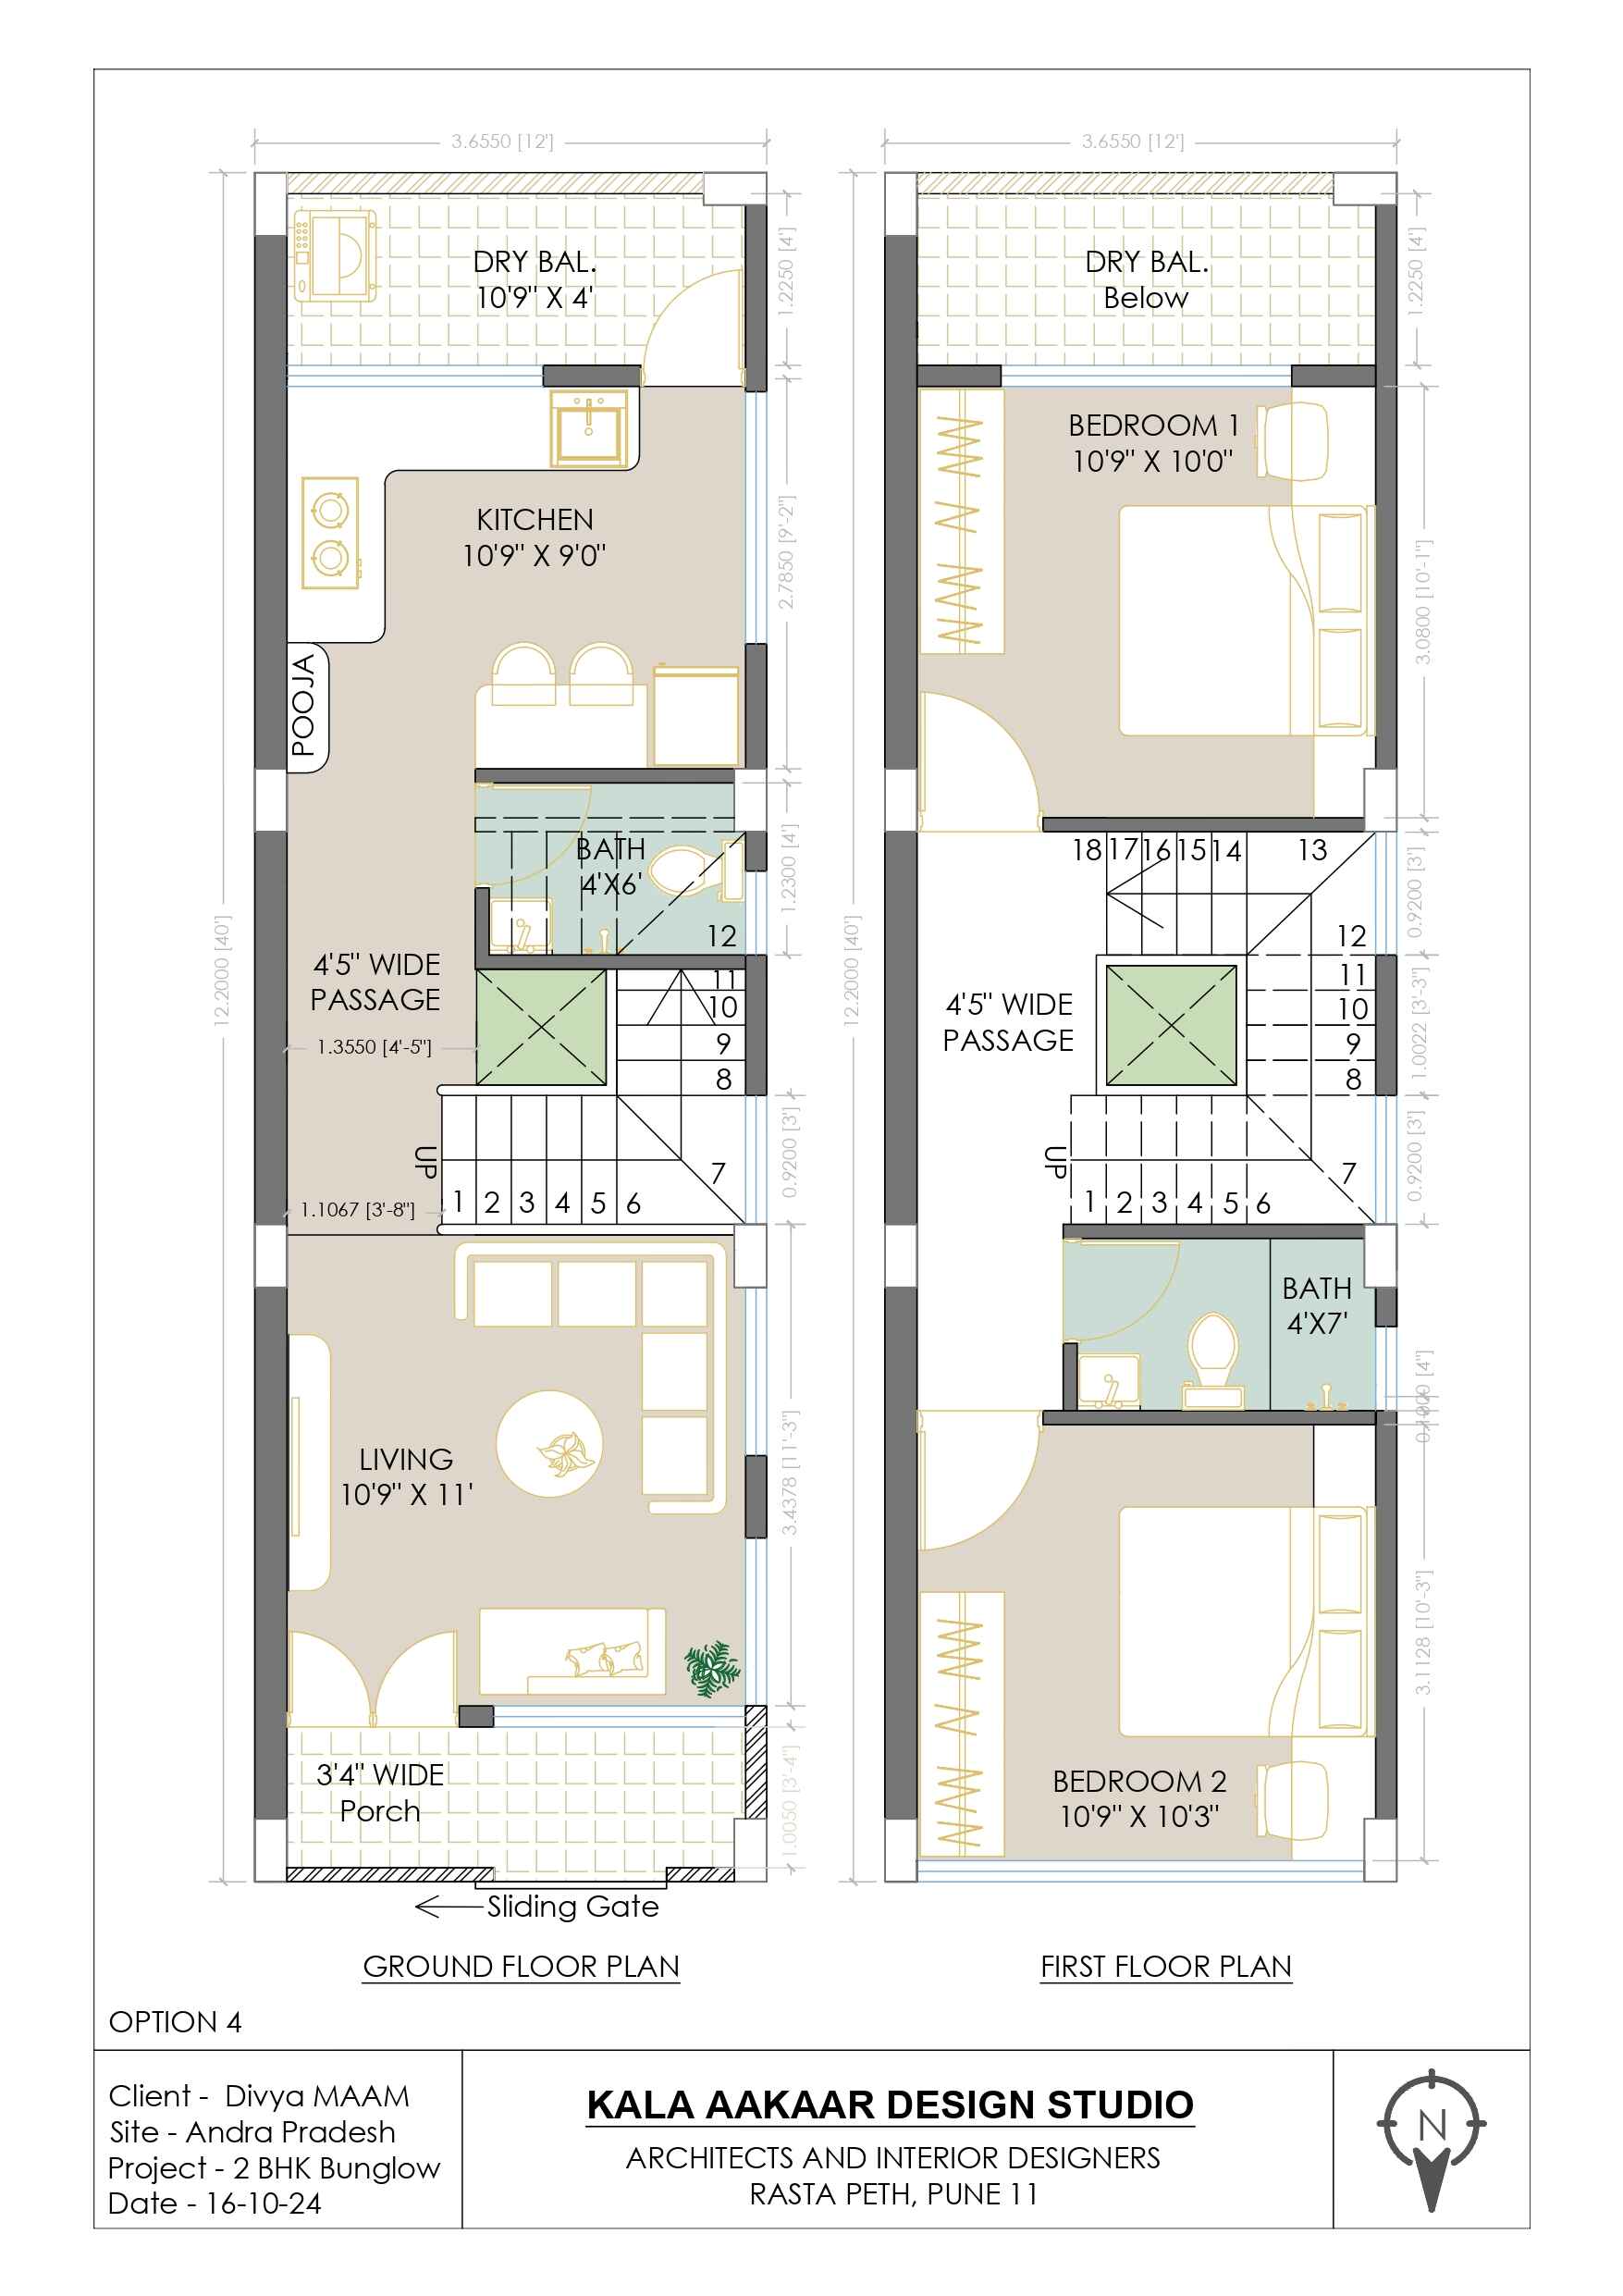 3.6550 [12']
12.2000 [40']
DRY BAL.
10'9" X 4'
1.2250 [4']
KITCHEN
10'9" X 9'0"
2.7850 [9'-2"]
POOJA
BATH
4'X6'
1.2300 [4']
12
4'5" WIDE
PASSAGE
1.3550 [4'-5"]
11
10
9
8
UP
1 2 3 4 5 6
7
0.9200 [3']
1.1067 [3'-8"]
LIVING
10'9" X 11'
3.4378 [11'-3"]
3'4" WIDE
Porch
1.0050 [3'-4"]
Sliding Gate
GROUND FLOOR PLAN
3.6550 [12']
12.2000 [40']
DRY BAL.
Below
1.2250 [4']
BEDROOM 1
10'9" X 10'0"
3.0800 [10'-1"]
18 17 16 15 14 13
0.9200 [3']
12
11
10
9
8
1.0022 [3'-3"]
4'5" WIDE
PASSAGE
UP
1 2 3 4 5 6
7
0.9200 [3']
BATH
4'X7'
0.1000 [4"]
BEDROOM 2
10'9" X 10'3"
3.1128 [10'-3"]
FIRST FLOOR PLAN
OPTION 4
Client - Divya MAAM
Site - Andra Pradesh
Project - 2 BHK Bunglow
Date - 16-10-24
KALA AAKAAR DESIGN STUDIO
ARCHITECTS AND INTERIOR DESIGNERS
RASTA PETH, PUNE 11
N